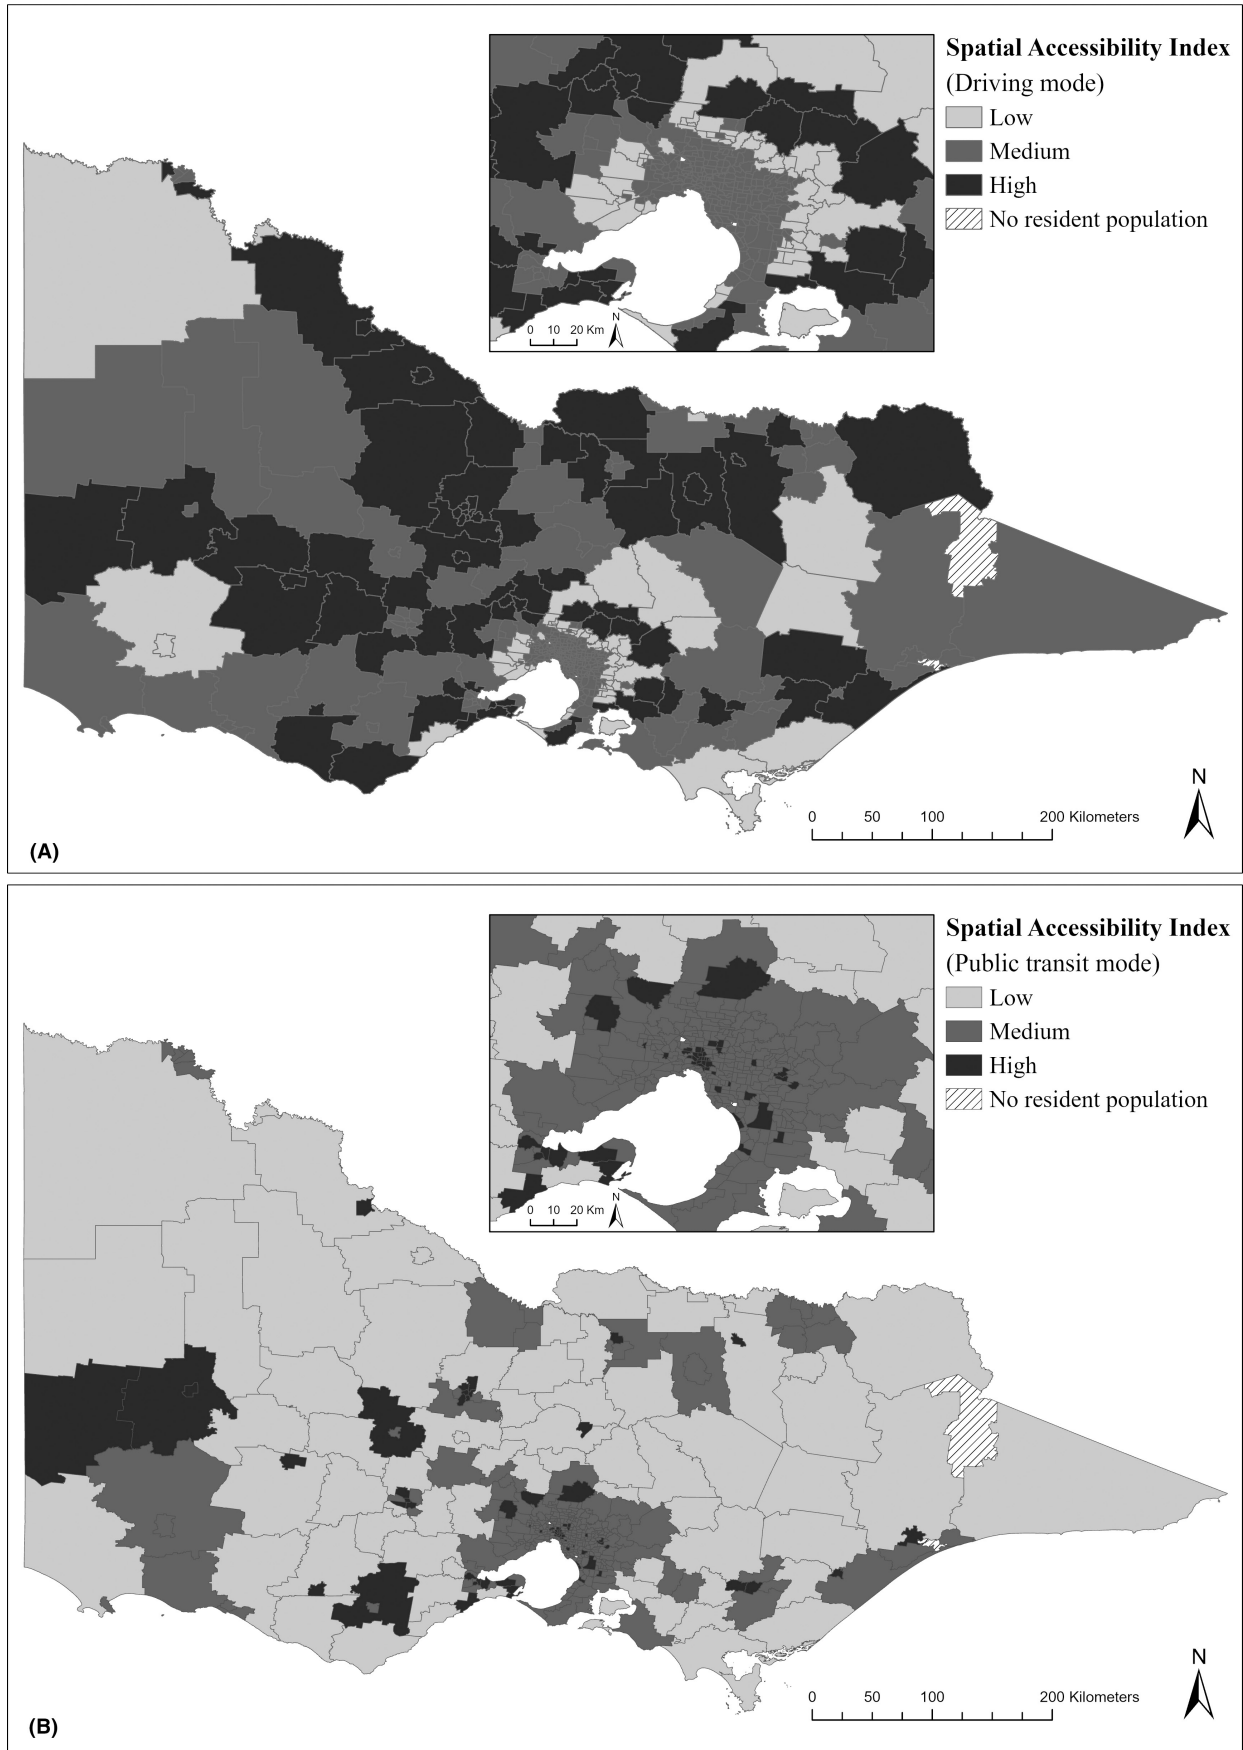 Spatial Accessibility Index
(Driving mode)
Low
Medium
High
No resident population
N
0 10 20 Km
N
0 50 100 200 Kilometers
(A)
Spatial Accessibility Index
(Public transit mode)
Low
Medium
High
No resident population
N
0 10 20 Km
N
0 50 100 200 Kilometers
(B)